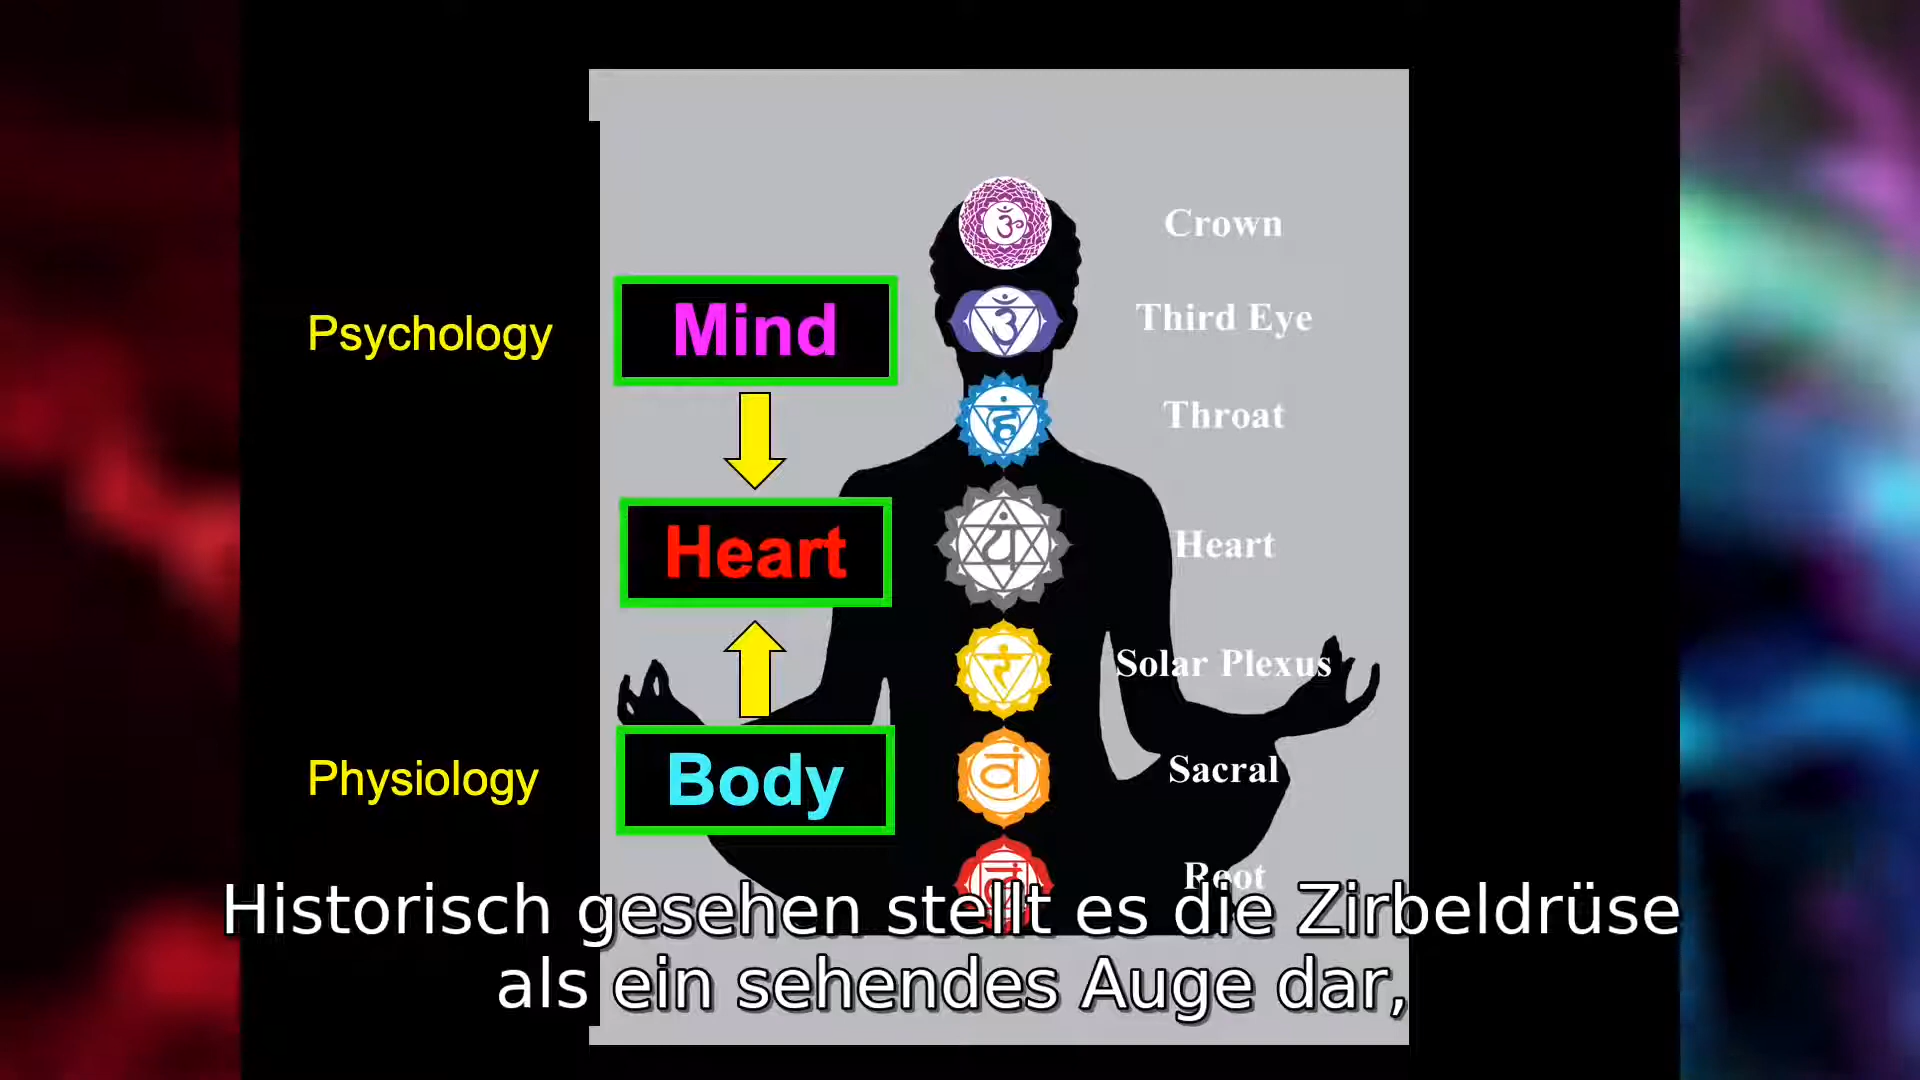 Crown
Psychology
Mind
Third Eye
Throat
Heart
Heart
Solar Plexus
Physiology
Body
Sacral
Root
Historisch gesehen stellt es die Zirbeldrüse
als ein sehendes Auge dar,
ॐ
ॐ
हं
यं
रं
वं